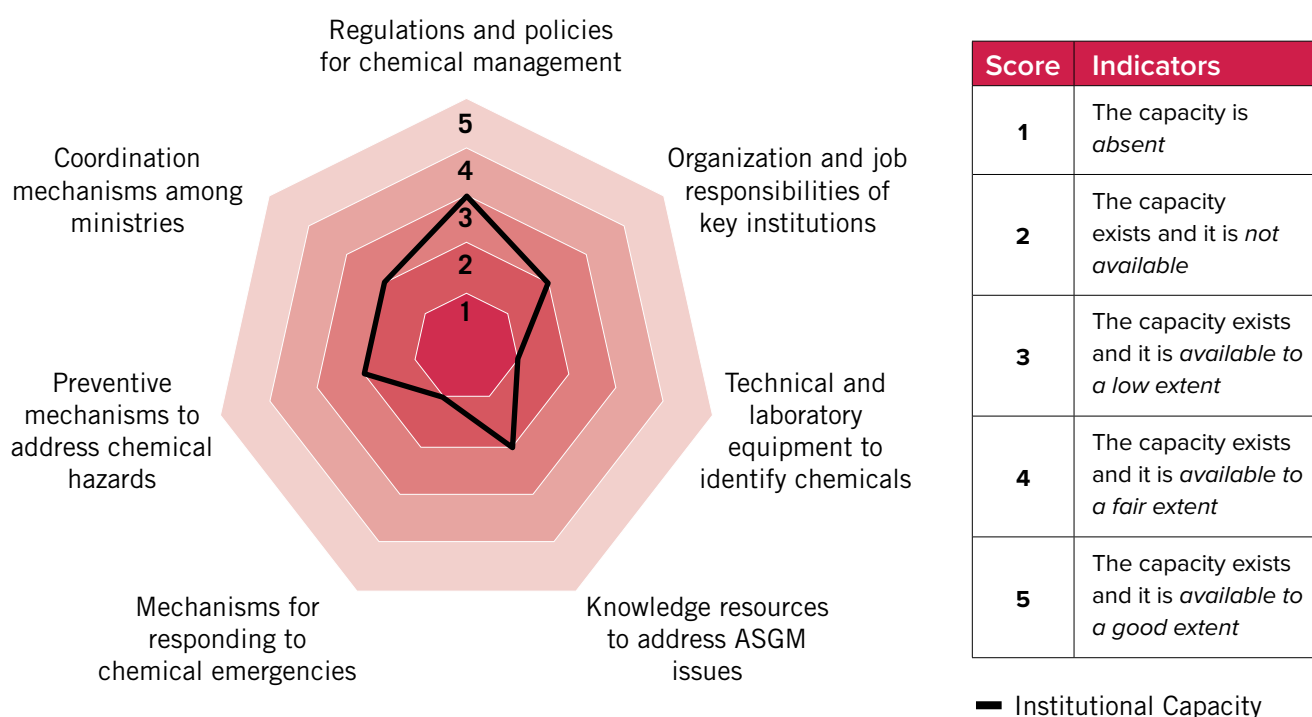 Regulations and policies
for chemical management
Coordination
mechanisms among
ministries
Organization and job
responsibilities of
key institutions
5
4
3
2
1
Preventive
mechanisms to
address chemical
hazards
Technical and
laboratory
equipment to
identify chemicals
Mechanisms for
responding to
chemical emergencies
Knowledge resources
to address ASGM
issues
Score Indicators
1 The capacity is
absent
2 The capacity
exists and it is not
available
3 The capacity exists
and it is available to
a low extent
4 The capacity exists
and it is available to
a fair extent
5 The capacity exists
and it is available to
a good extent
Institutional Capacity